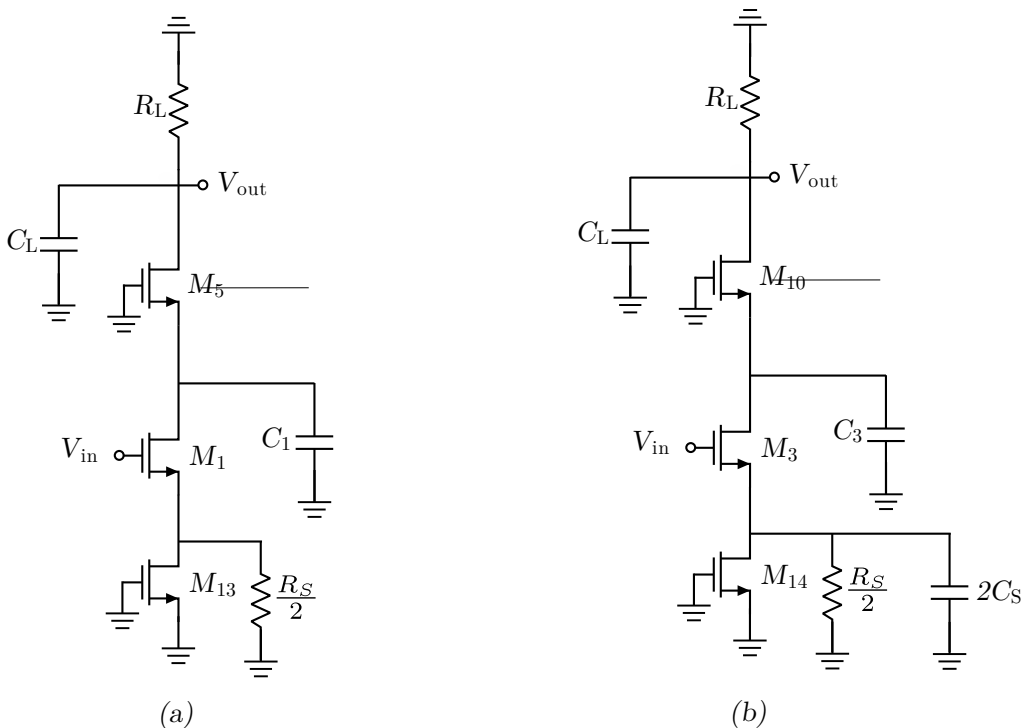 R_L
V_out
C_L
M_5
V_in
M_1
C_1
M_13
R_S/2
(a)
R_L
V_out
C_L
M_10
V_in
M_3
C_3
M_14
R_S/2
2C_S
(b)